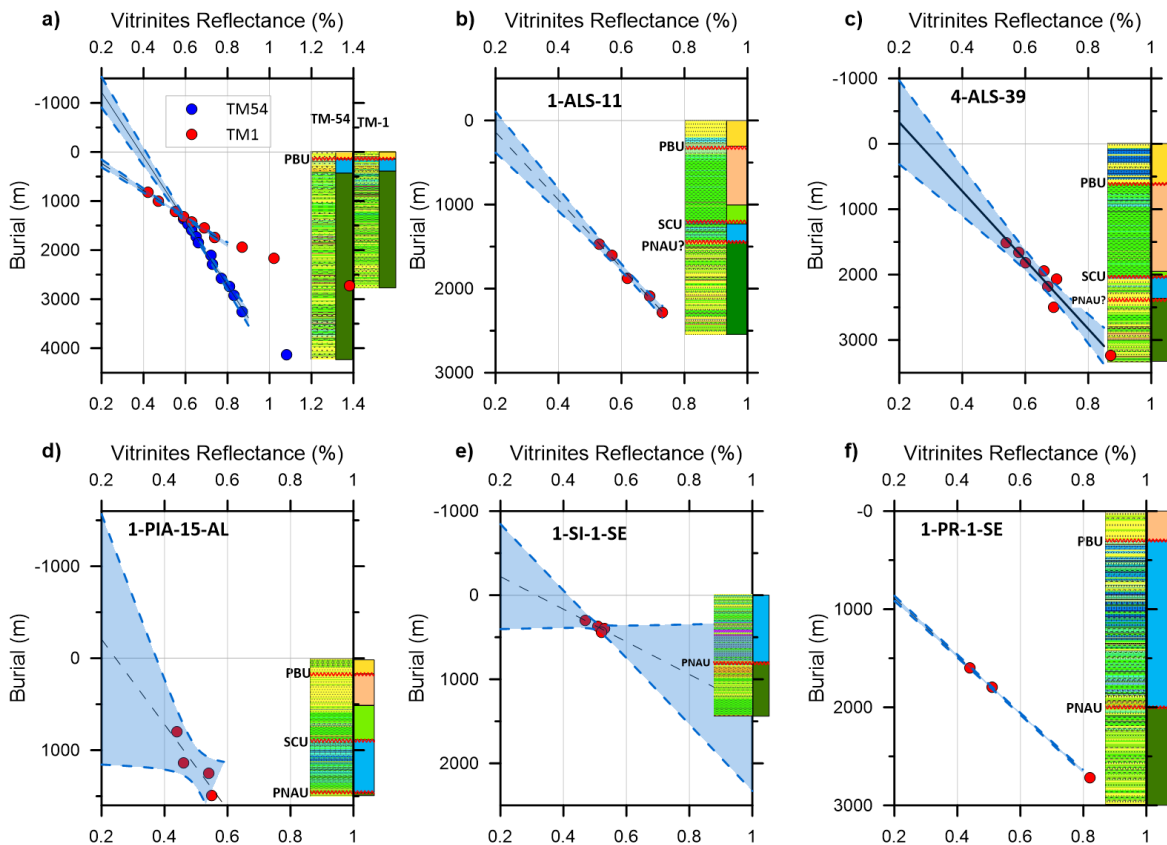 a)
Vitrinites Reflectance (%)
0.2 0.4 0.6 0.8 1 1.2 1.4
TM54
TM1
TM-54
TM-1
PBU
-1000
0
1000
2000
3000
4000
Burial (m)
0.2 0.4 0.6 0.8 1 1.2 1.4
b)
Vitrinites Reflectance (%)
0.2 0.4 0.6 0.8 1
1-ALS-11
PBU
SCU
PNAU?
0
1000
2000
3000
Burial (m)
0.2 0.4 0.6 0.8 1
c)
Vitrinites Reflectance (%)
0.2 0.4 0.6 0.8 1
4-ALS-39
PBU
SCU
PNAU?
-1000
0
1000
2000
3000
Burial (m)
0.2 0.4 0.6 0.8 1
d)
Vitrinites Reflectance (%)
0.2 0.4 0.6 0.8 1
1-PIA-15-AL
PBU
SCU
PNAU
-1000
0
1000
Burial (m)
0.2 0.4 0.6 0.8 1
e)
Vitrinites Reflectance (%)
0.2 0.4 0.6 0.8 1
1-SI-1-SE
PNAU
-1000
0
1000
2000
Burial (m)
0.2 0.4 0.6 0.8 1
f)
Vitrinites Reflectance (%)
0.2 0.4 0.6 0.8 1
1-PR-1-SE
PBU
PNAU
-0
1000
2000
3000
Burial (m)
0.2 0.4 0.6 0.8 1